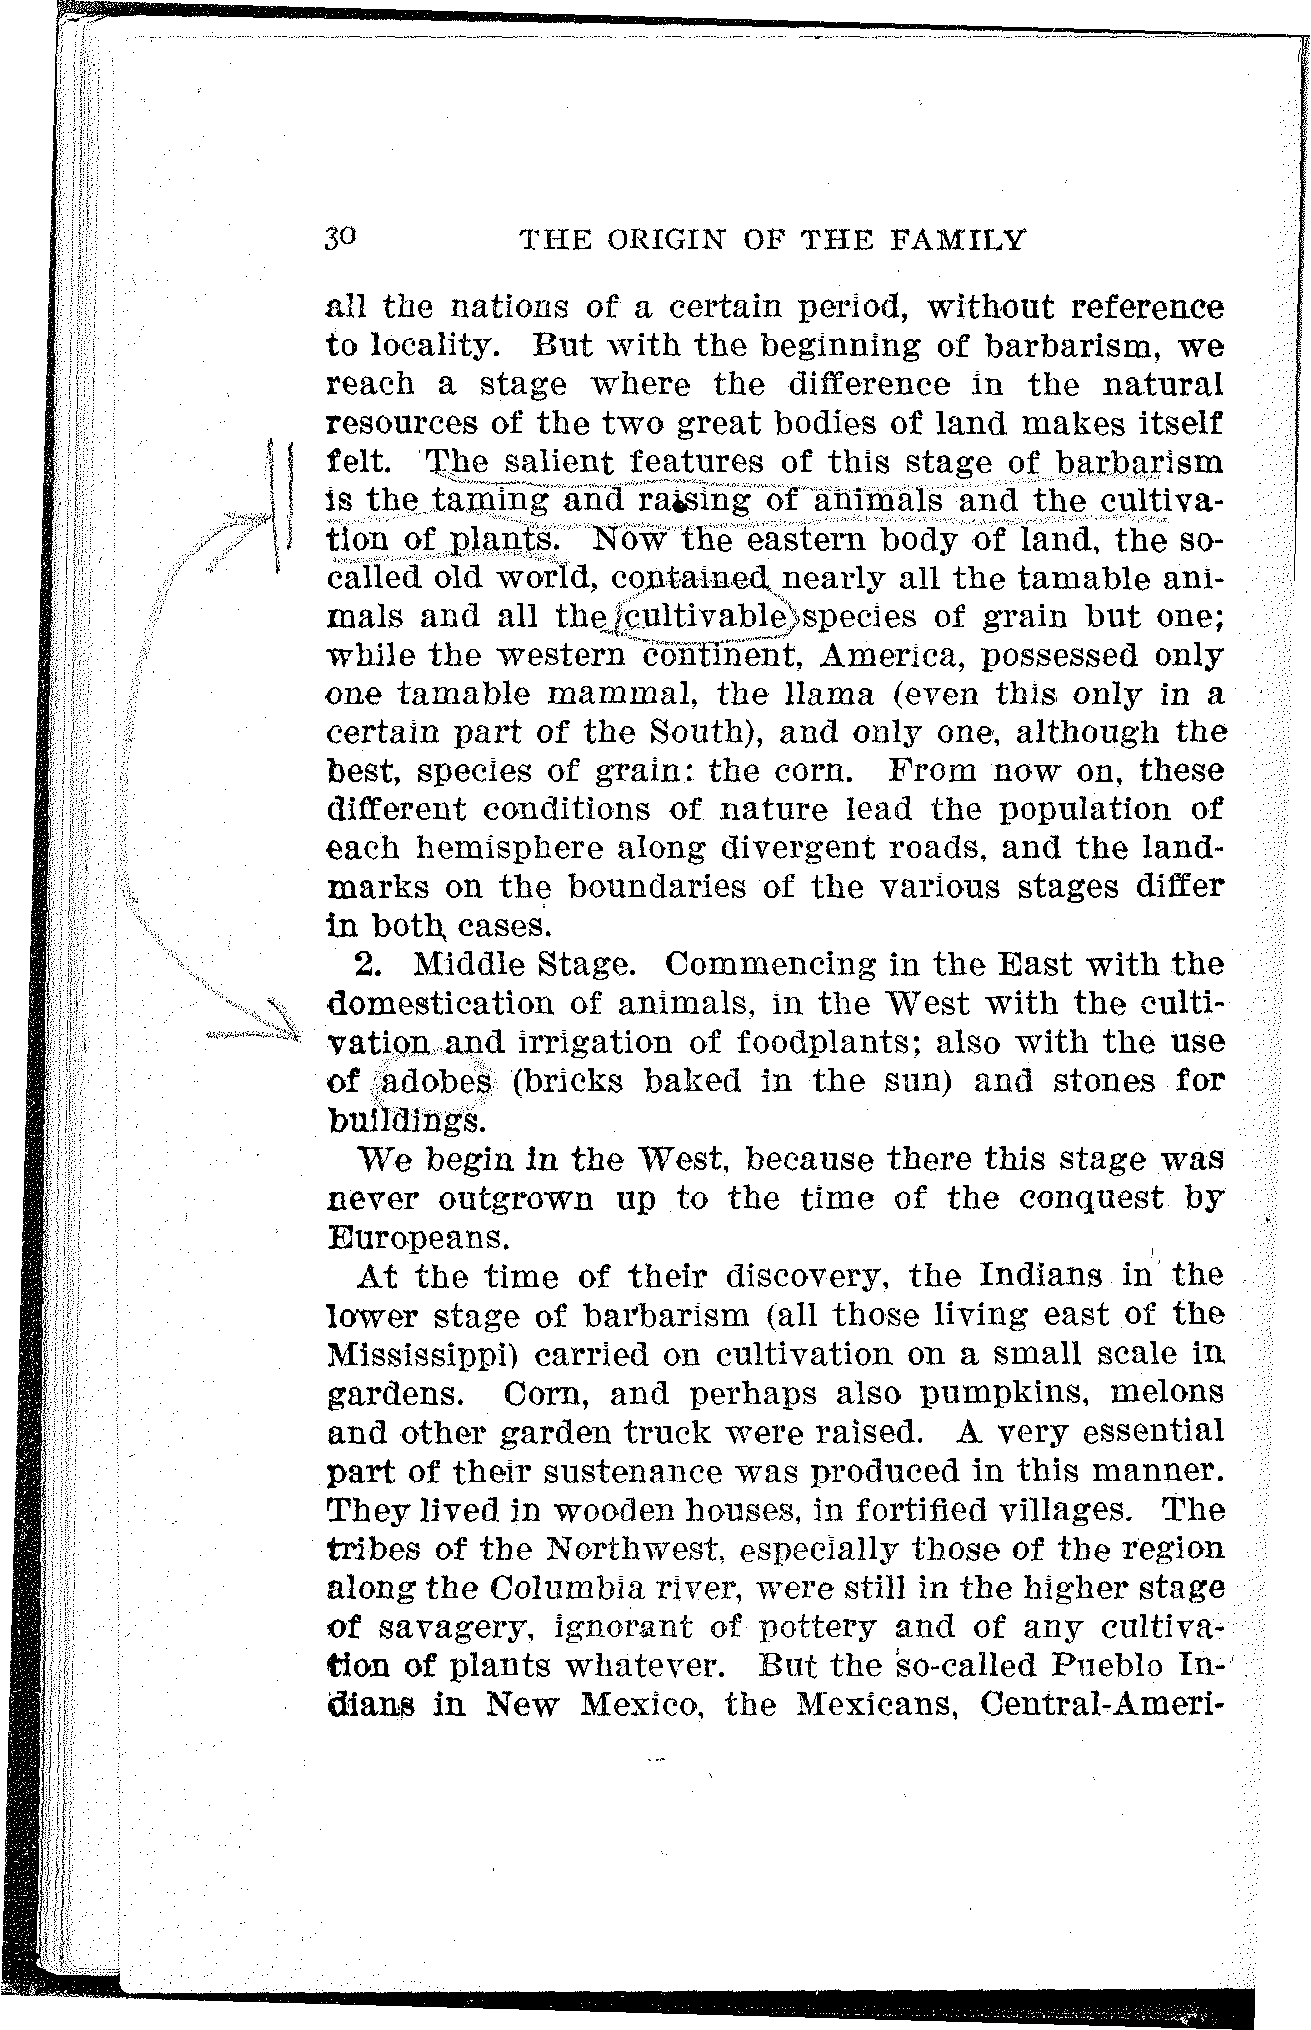 30 THE ORIGIN OF THE FAMILY
all the nations of a certain period, without reference
to locality. But with the beginning of barbarism, we
reach a stage where the difference in the natural
resources of the two great bodies of land makes itself
felt. The salient features of this stage of barbarism
is the taming and raising of animals and the cultiva-
tion of plants. Now the eastern body of land, the so-
called old world, contained nearly all the tamable ani-
mals and all the cultivable species of grain but one;
while the western continent, America, possessed only
one tamable mammal, the llama (even this only in a
certain part of the South), and only one, although the
best, species of grain: the corn. From now on, these
different conditions of nature lead the population of
each hemisphere along divergent roads, and the land-
marks on the boundaries of the various stages differ
in both cases.
2. Middle Stage. Commencing in the East with the
domestication of animals, in the West with the culti-
vation and irrigation of foodplants; also with the use
of adobes (bricks baked in the sun) and stones for
buildings.
We begin in the West, because there this stage was
never outgrown up to the time of the conquest by
Europeans.
At the time of their discovery, the Indians in the
lower stage of barbarism (all those living east of the
Mississippi) carried on cultivation on a small scale in
gardens. Corn, and perhaps also pumpkins, melons
and other garden truck were raised. A very essential
part of their sustenance was produced in this manner.
They lived in wooden houses, in fortified villages. The
tribes of the Northwest, especially those of the region
along the Columbia river, were still in the higher stage
of savagery, ignorant of pottery and of any cultiva-
tion of plants whatever. But the so-called Pueblo In-
dians in New Mexico, the Mexicans, Central-Ameri-